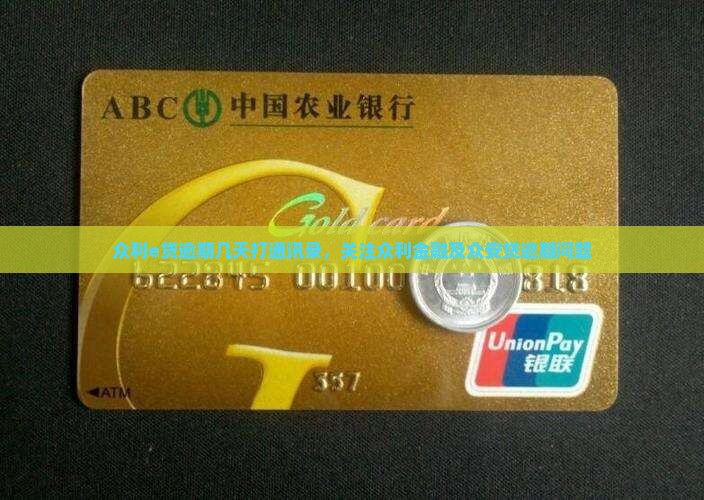 ABC 中国农业银行
Gold card
众利e贷逾期几天打通讯录，关注众利金融及众安贷逾期问题
622845 00100 818
UnionPay
银联
337
◀ATM